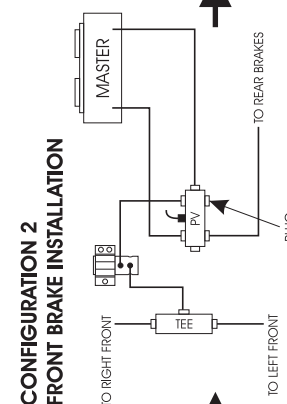 CONFIGURATION 2
FRONT BRAKE INSTALLATION
MASTER
PV
TEE
TO RIGHT FRONT
TO LEFT FRONT
TO REAR BRAKES